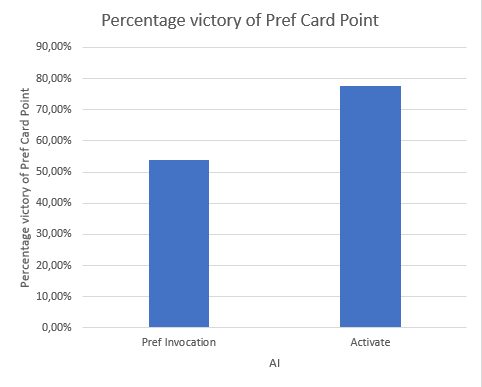 Percentage victory of Pref Card Point
90,00%
80,00%
70,00%
60,00%
50,00%
40,00%
30,00%
20,00%
10,00%
0,00%
Percentage victory of Pref Card Point
Pref Invocation
Activate
AI